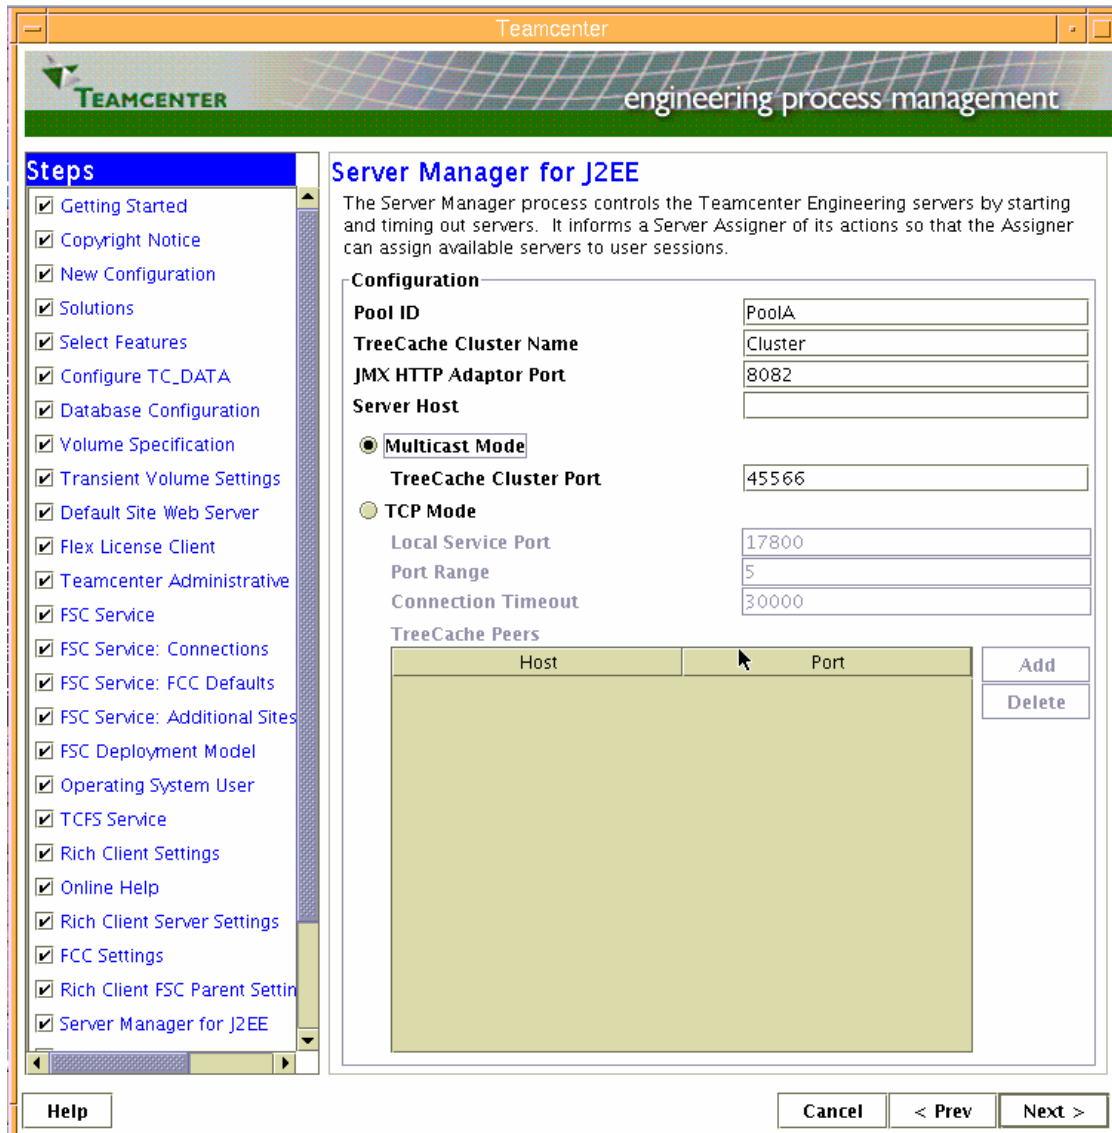 Teamcenter
TEAMCENTER
engineering process management
Steps
Getting Started
Copyright Notice
New Configuration
Solutions
Select Features
Configure TC_DATA
Database Configuration
Volume Specification
Transient Volume Settings
Default Site Web Server
Flex License Client
Teamcenter Administrative
FSC Service
FSC Service: Connections
FSC Service: FCC Defaults
FSC Service: Additional Sites
FSC Deployment Model
Operating System User
TCFS Service
Rich Client Settings
Online Help
Rich Client Server Settings
FCC Settings
Rich Client FSC Parent Settin
Server Manager for J2EE
Server Manager for J2EE
The Server Manager process controls the Teamcenter Engineering servers by starting
and timing out servers. It informs a Server Assigner of its actions so that the Assigner
can assign available servers to user sessions.
Configuration
Pool ID PoolA
TreeCache Cluster Name Cluster
JMX HTTP Adaptor Port 8082
Server Host
Multicast Mode
TreeCache Cluster Port 45566
TCP Mode
Local Service Port 17800
Port Range 5
Connection Timeout 30000
TreeCache Peers
Host Port Add
Delete
Help Cancel < Prev Next >